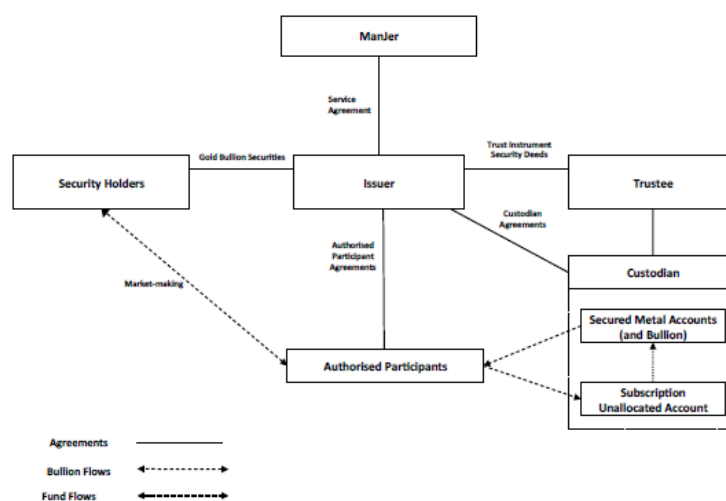 ManJer
Service
Agreement
Gold Bullion Securities
Trust Instrument
Security Deeds
Security Holders
Issuer
Trustee
Custodian
Agreements
Authorised
Participant
Agreements
Custodian
Market-making
Secured Metal Accounts
(and Bullion)
Authorised Participants
Subscription
Unallocated Account
Agreements
Bullion Flows
Fund Flows